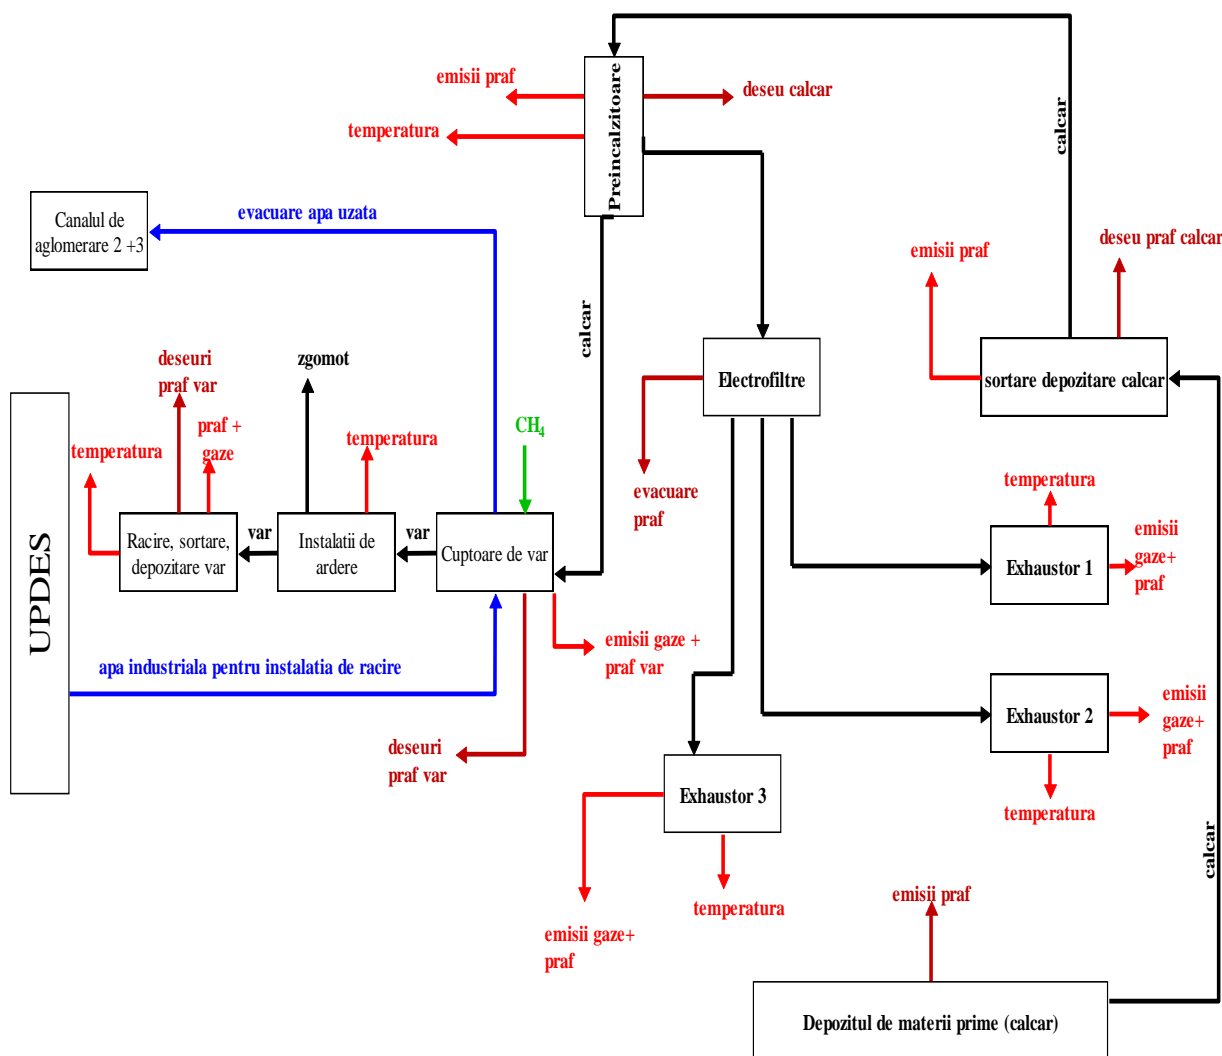 emisii praf
deseu calcar
temperatura
Preincalzitoare
calcar
Canalul de
aglomerare 2 +3
evacuare apa uzata
emisii praf
deseu praf calcar
calcar
deseuri
praf var
zgomot
Electrofiltre
sortare depozitare calcar
temperatura
praf +
gaze
temperatura
CH4
evacuare
praf
temperatura
UPDES
var
var
Racire, sortare,
depozitare var
Instalatii de
ardere
Cuptoare de var
Exhaustor 1
emisii
gaze+
praf
emisii gaze +
praf var
apa industriala pentru instalatia de racire
Exhaustor 2
emisii
gaze+
praf
deseuri
praf var
Exhaustor 3
temperatura
calcar
emisii praf
temperatura
emisii gaze+
praf
Depozitul de materii prime (calcar)